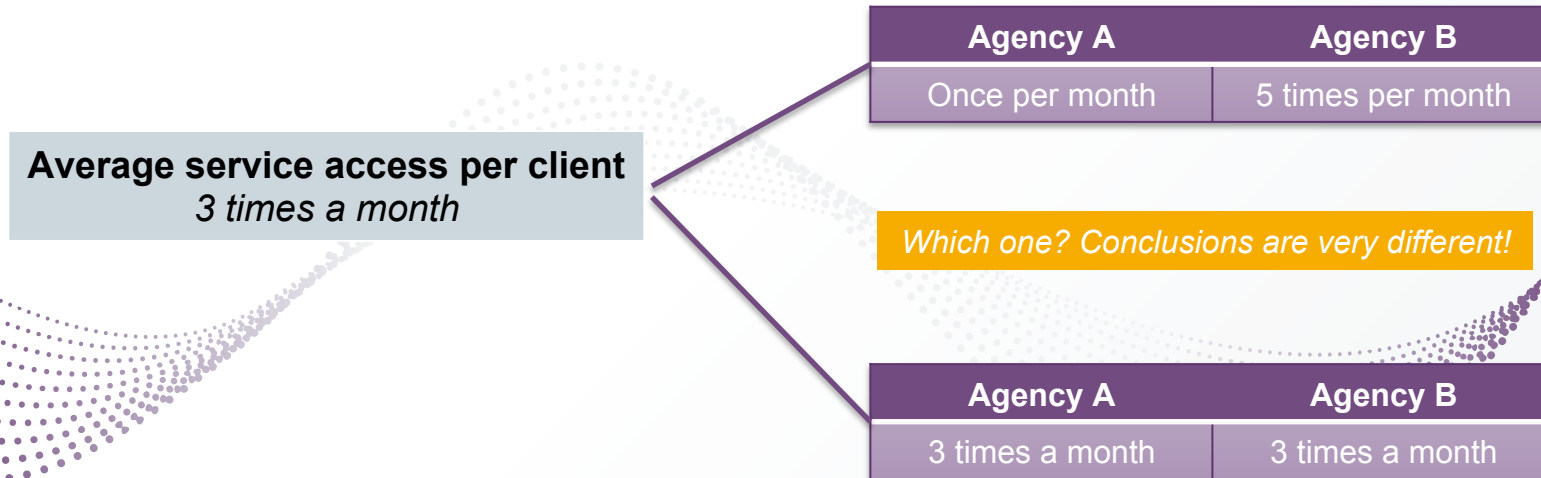 Agency A
Agency B
Once per month
5 times per month
Average service access per client
3 times a month
Which one? Conclusions are very different!
Agency A
Agency B
3 times a month
3 times a month